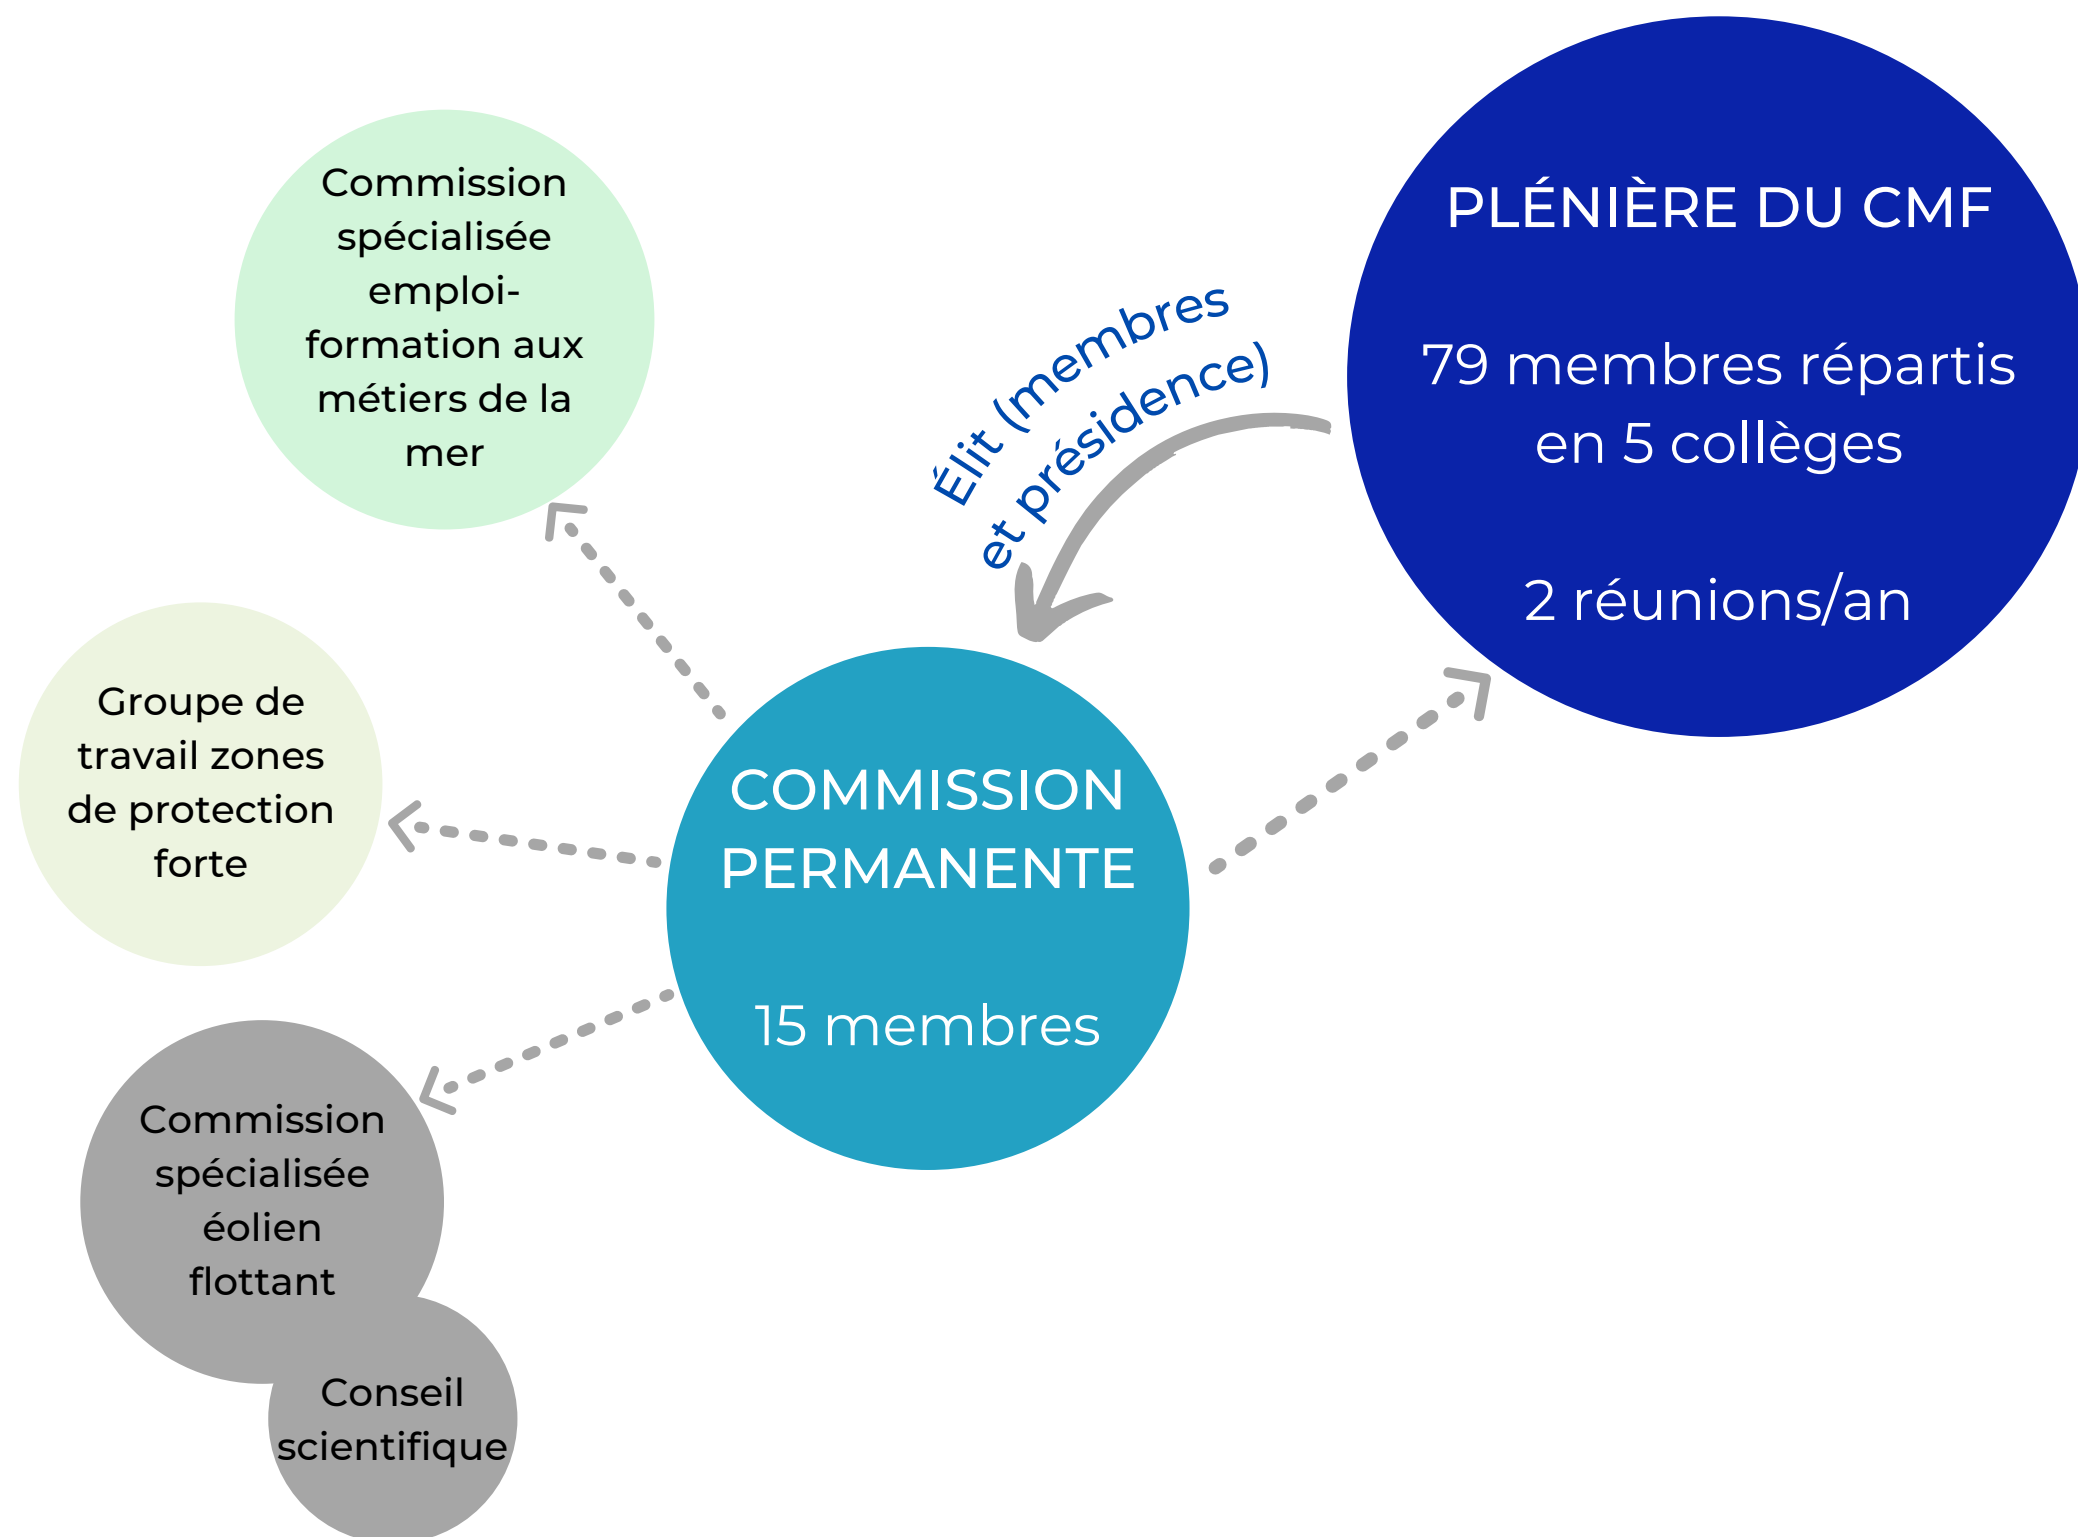 Commission
spécialisée
emploi-
formation aux
métiers de la
mer
PLÉNIÈRE DU CMF
79 membres répartis
en 5 collèges
2 réunions/an
Élit (membres
et présidence)
Groupe de
travail zones
de protection
forte
COMMISSION
PERMANENTE
15 membres
Commission
spécialisée
éolien
flottant
Conseil
scientifique